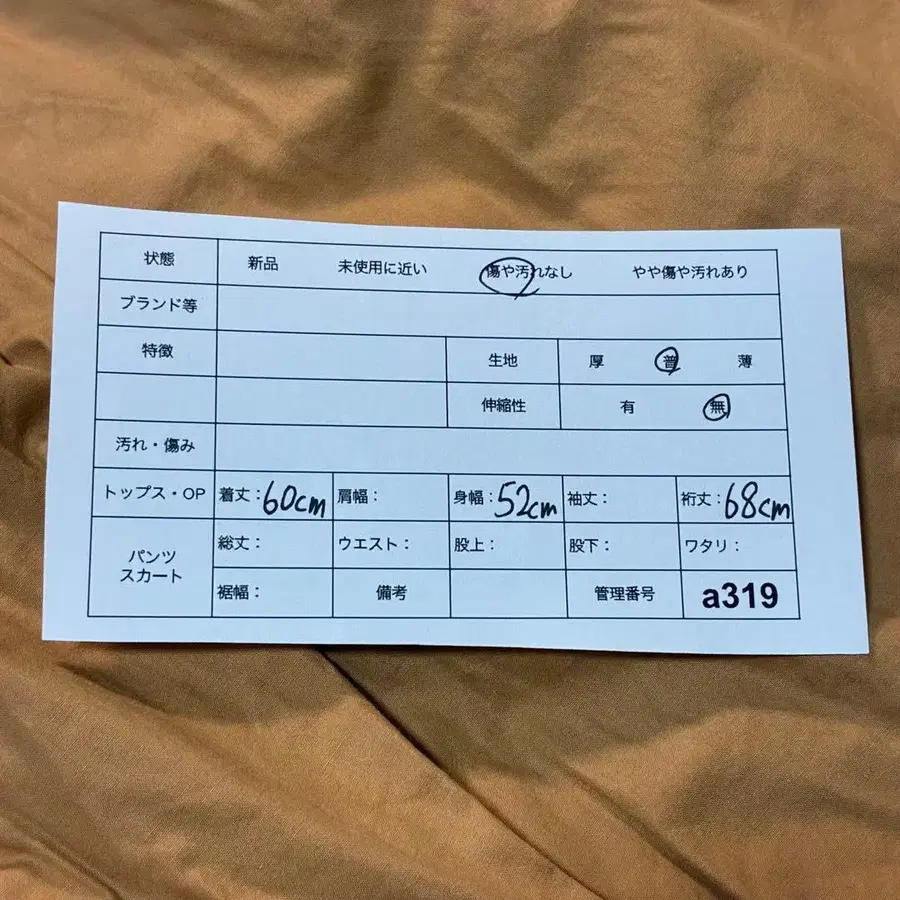 状態 新品 未使用に近い 傷や汚れなし やや傷や汚れあり
ブランド等
特徴 生地 厚 普 薄
伸縮性 有 無
汚れ・傷み
トップス・OP 着丈：60cm 肩幅： 身幅：52cm 袖丈： 裄丈：68cm
パンツ
スカート
総丈： ウエスト： 股上： 股下： ワタリ：
裾幅： 備考 管理番号 a319